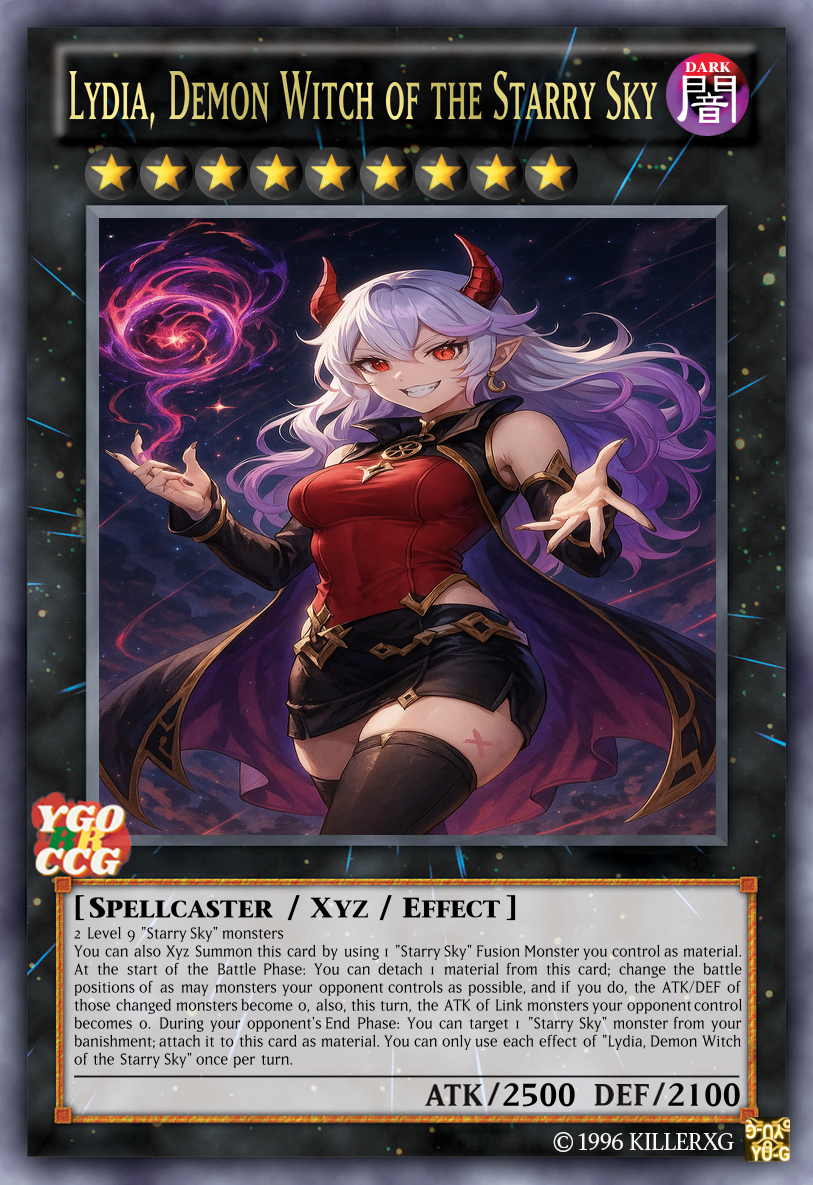 LYDIA, DEMON WITCH OF THE STARRY SKY
DARK
闇
YGO
RR
CCG
[ SPELLCASTER / XYZ / EFFECT ]
2 Level 9 "Starry Sky" monsters
You can also Xyz Summon this card by using 1 "Starry Sky" Fusion Monster you control as material.
At the start of the Battle Phase: You can detach 1 material from this card; change the battle
positions of as may monsters your opponent controls as possible, and if you do, the ATK/DEF of
those changed monsters become 0, also, this turn, the ATK of Link monsters your opponent control
becomes 0. During your opponent's End Phase: You can target 1 "Starry Sky" monster from your
banishment; attach it to this card as material. You can only use each effect of "Lydia, Demon Witch
of the Starry Sky" once per turn.
ATK/2500 DEF/2100
© 1996 KILLERXG
YU-G